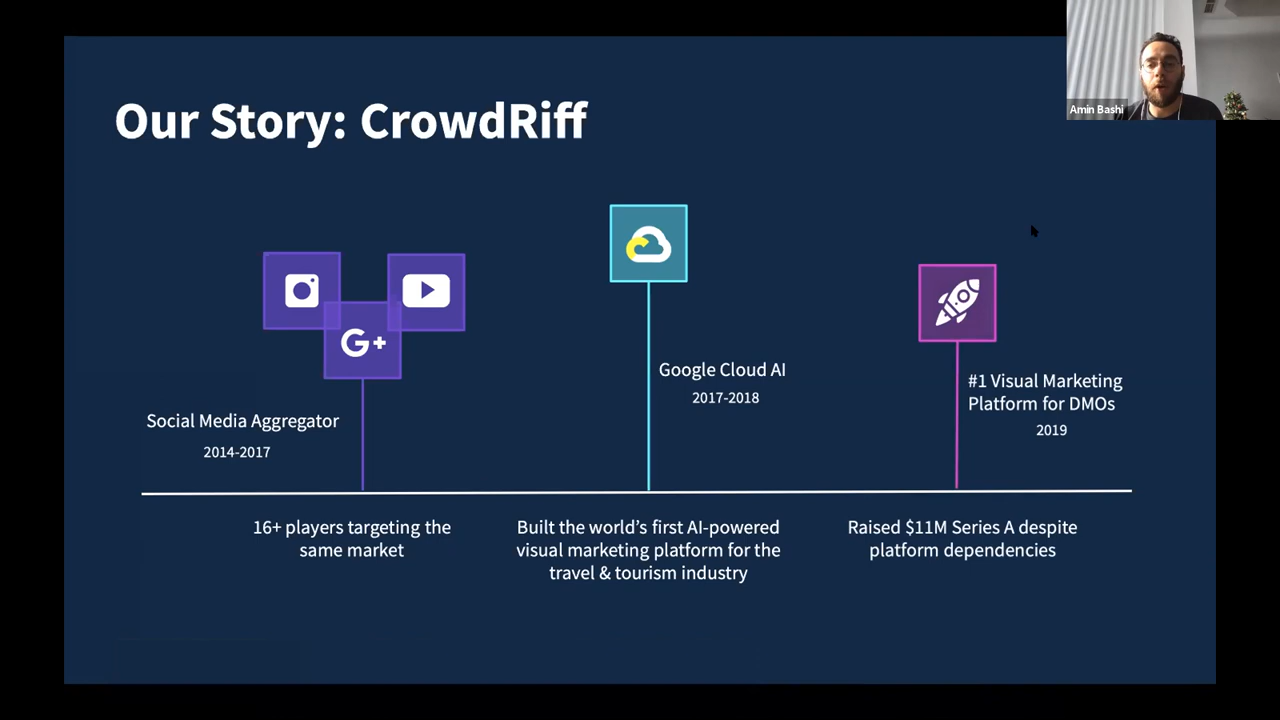 Amin Bashi
Our Story: CrowdRiff
G+
Social Media Aggregator
2014-2017
Google Cloud AI
2017-2018
#1 Visual Marketing
Platform for DMOs
2019
16+ players targeting the
same market
Built the world’s first AI-powered
visual marketing platform for the
travel & tourism industry
Raised $11M Series A despite
platform dependencies